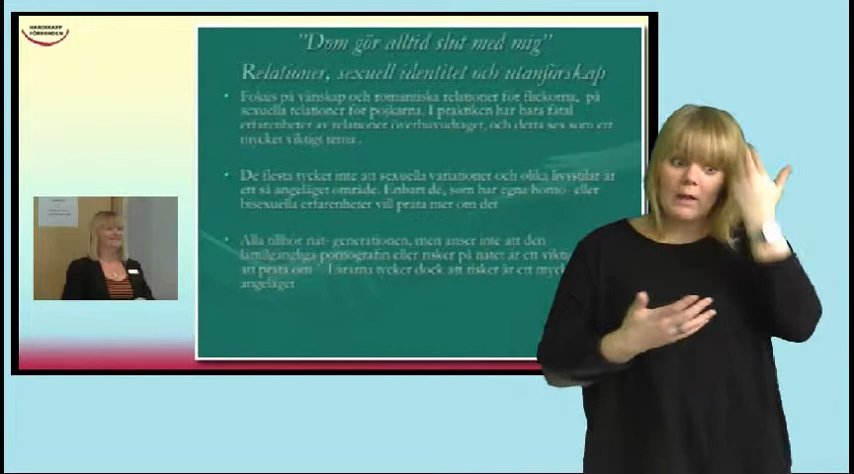 HANDIKAPP
FÖRBUNDEN
"Dom gör alltid slut med mig"
Relationer, sexuell identitet och utanförskap
• Fokus på vänskap och romantiska relationer för flickorna, på
sexuella relationer för pojkarna. I praktiken har bara fåtal
erfarenheter av relationer överhuvudtaget, och detta ses som ett
mycket viktigt tema.
• De flesta tycker inte att sexuella variationer och olika livsstilar är
ett så angeläget område. Enbart de, som har egna homo- eller
bisexuella erfarenheter vill prata mer om det
• Alla tillhör nät- generationen, men anser inte att den
lättillgängliga pornografin eller risker på nätet är ett vikti
att prata om Lärarna tycker dock att risker är ett myck
angeläget